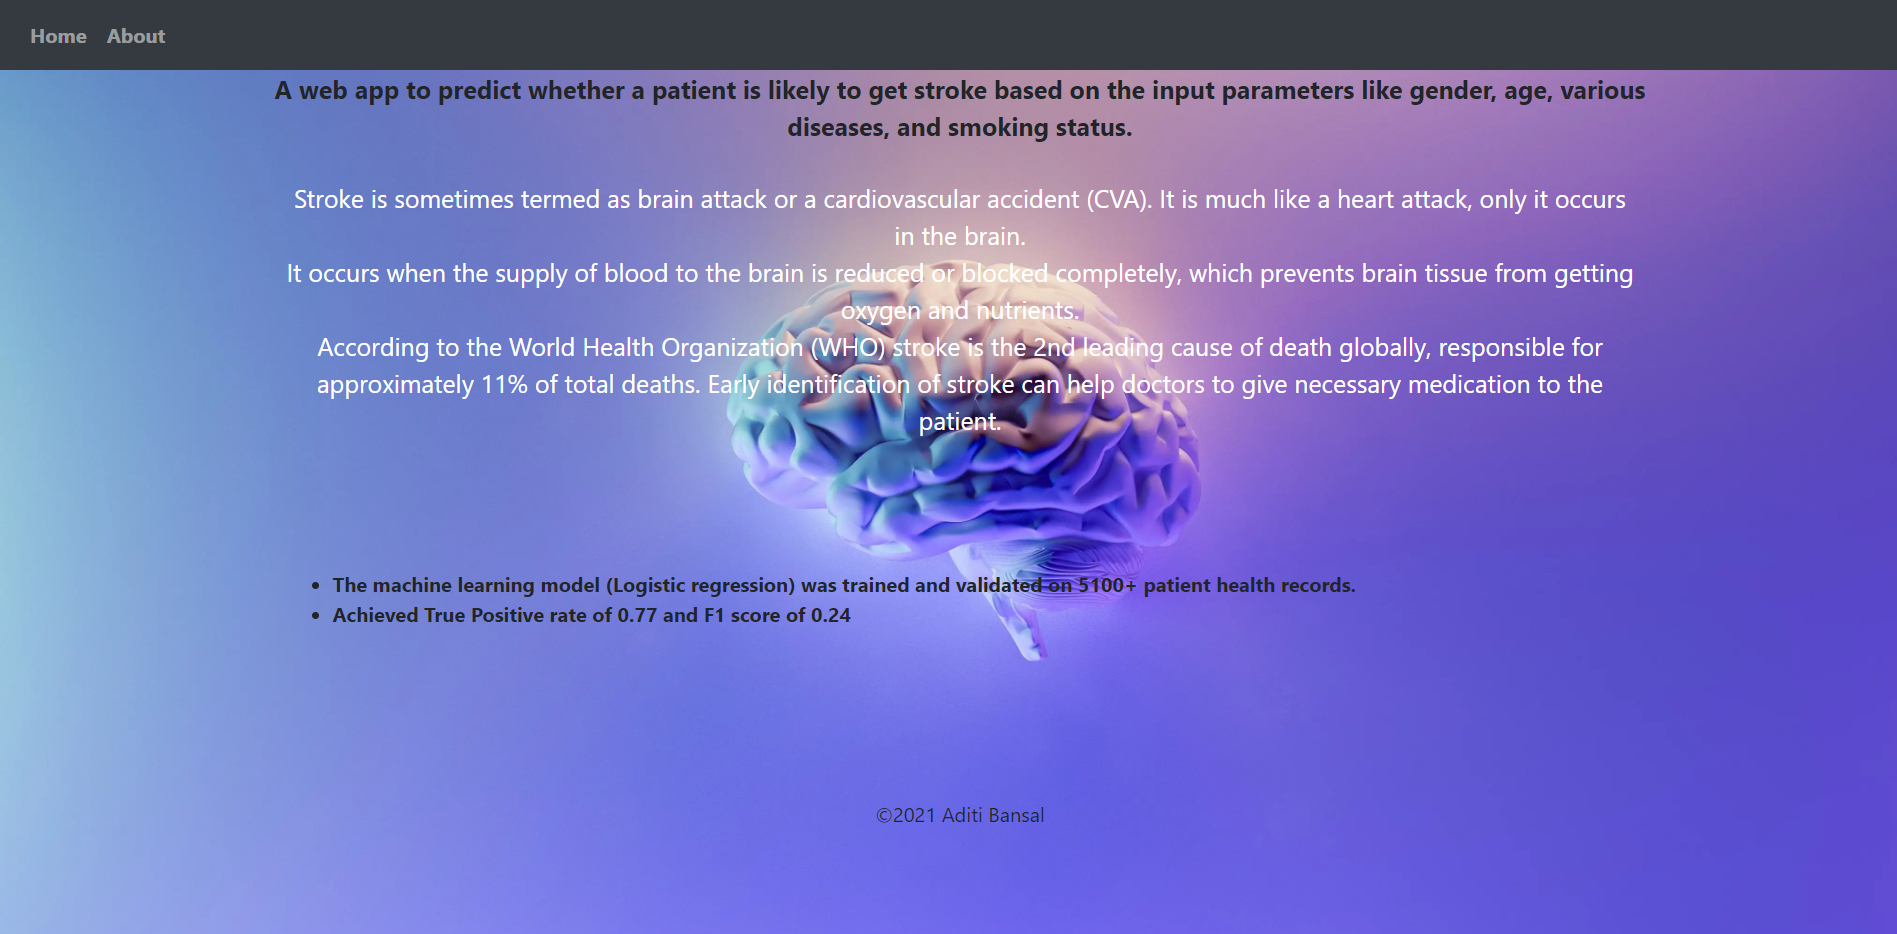 Home About
A web app to predict whether a patient is likely to get stroke based on the input parameters like gender, age, various
diseases, and smoking status.
Stroke is sometimes termed as brain attack or a cardiovascular accident (CVA). It is much like a heart attack, only it occurs
in the brain.
It occurs when the supply of blood to the brain is reduced or blocked completely, which prevents brain tissue from getting
oxygen and nutrients.
According to the World Health Organization (WHO) stroke is the 2nd leading cause of death globally, responsible for
approximately 11% of total deaths. Early identification of stroke can help doctors to give necessary medication to the
patient.
• The machine learning model (Logistic regression) was trained and validated on 5100+ patient health records.
• Achieved True Positive rate of 0.77 and F1 score of 0.24
©2021 Aditi Bansal